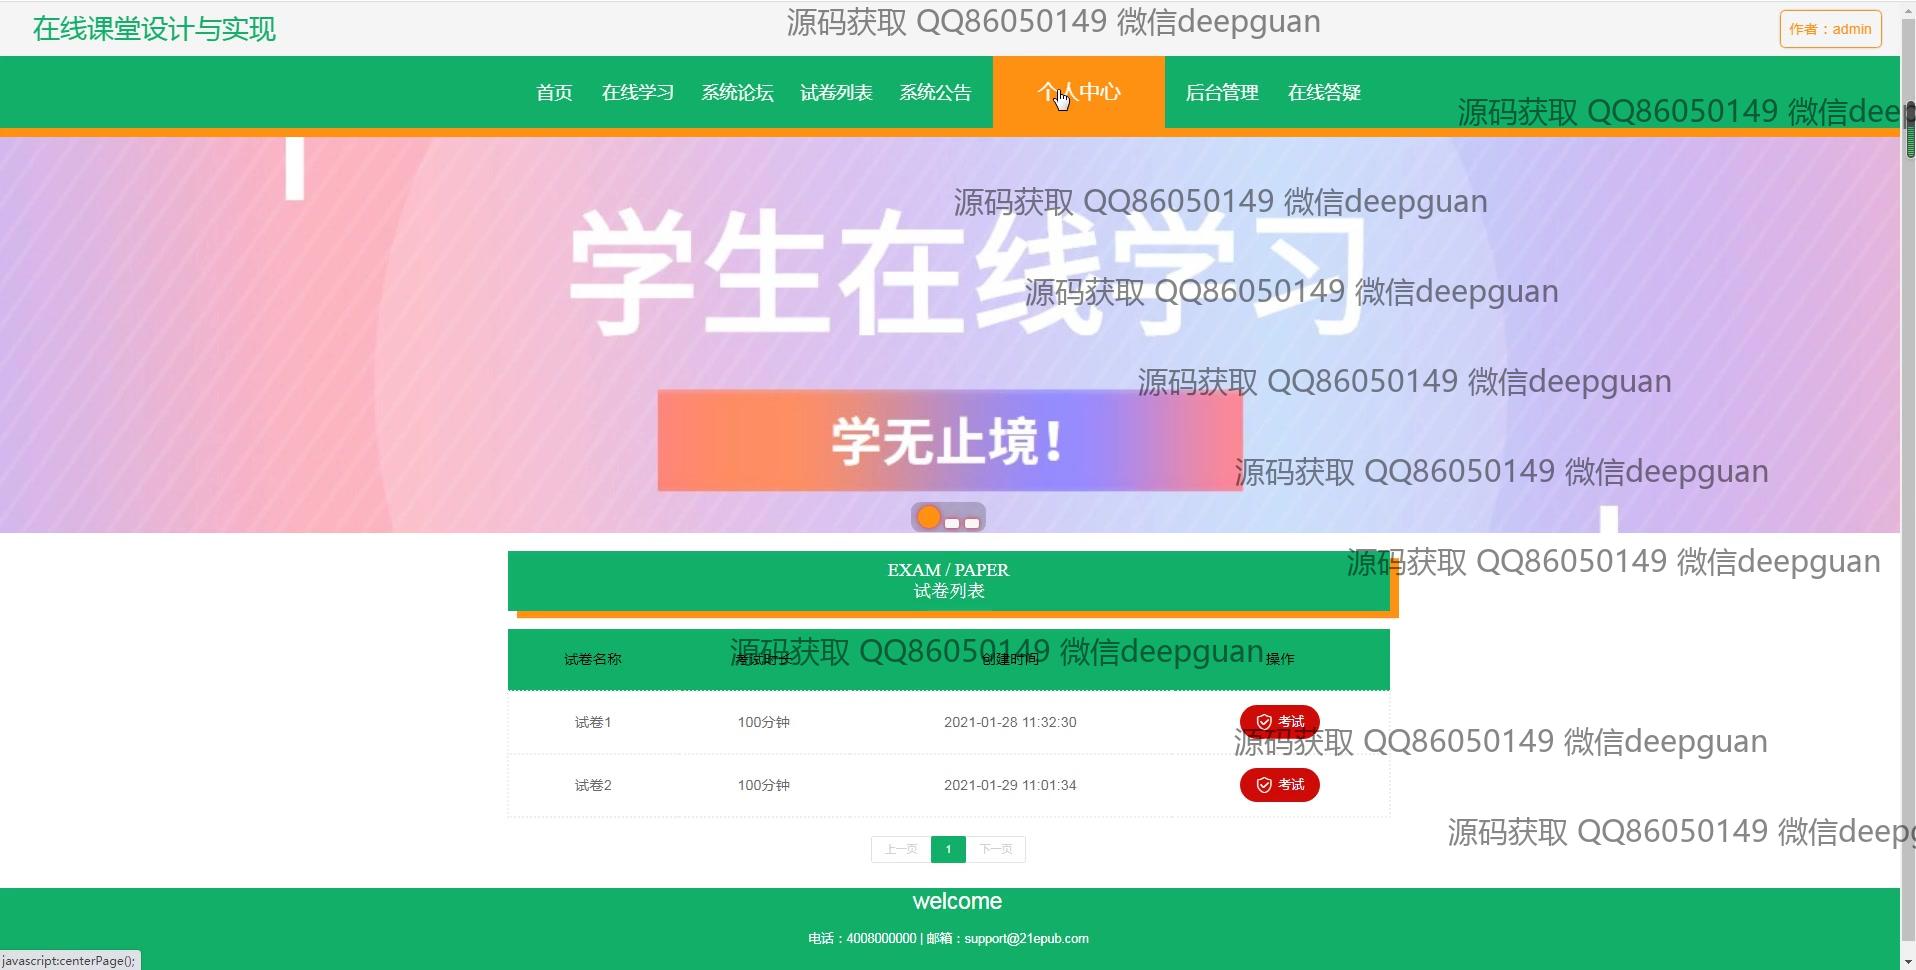 在线课堂设计与实现
源码获取 QQ86050149 微信deepguan
作者：admin
首页 在线学习 系统论坛 试卷列表 系统公告 个人中心 后台管理 在线答疑
源码获取 QQ86050149 微信deep
源码获取 QQ86050149 微信deepguan
学生在线学习
源码获取 QQ86050149 微信deepguan
源码获取 QQ86050149 微信deepguan
学无止境！
源码获取 QQ86050149 微信deepguan
源码获取 QQ86050149 微信deepguan
EXAM / PAPER
试卷列表
源码获取 QQ86050149 微信deepguan
试卷名称 考试时长 创建时间 操作
试卷1 100分钟 2021-01-28 11:32:30 考试
源码获取 QQ86050149 微信deepguan
试卷2 100分钟 2021-01-29 11:01:34 考试
源码获取 QQ86050149 微信deepg
上一页 1 下一页
welcome
电话：4008000000 | 邮箱：support@21epub.com
javascript:centerPage();